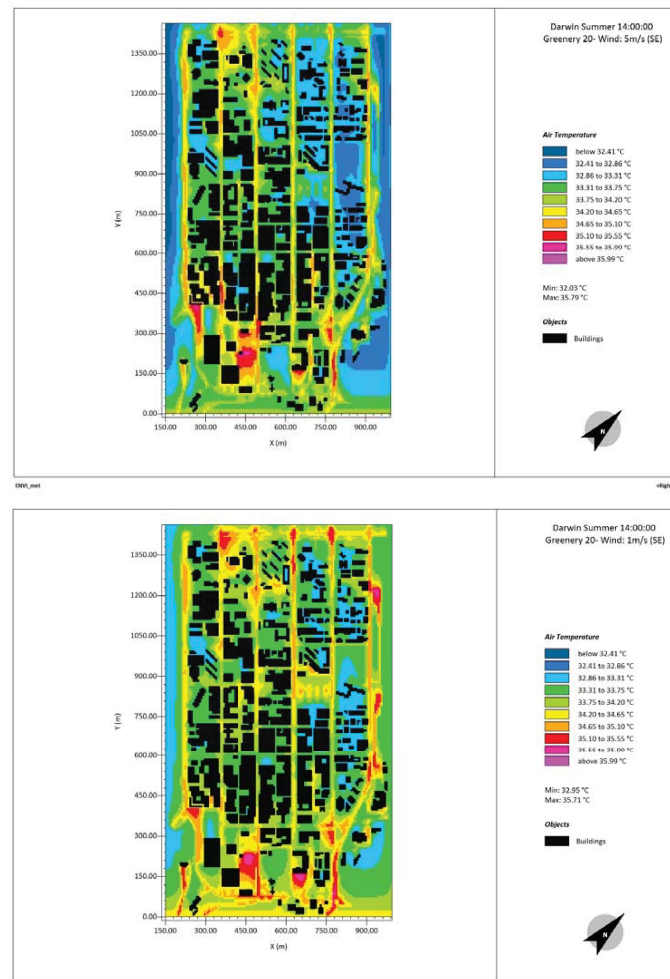 Darwin Summer 14:00:00
Greenery 20- Wind: 5m/s (SE)
Air Temperature
below 32.41 °C
32.41 to 32.86 °C
32.86 to 33.31 °C
33.31 to 33.75 °C
33.75 to 34.20 °C
34.20 to 34.65 °C
34.65 to 35.10 °C
35.10 to 35.55 °C
35.55 to 35.99 °C
above 35.99 °C
Min: 32.03 °C
Max: 35.79 °C
Objects
Buildings
N
Y (m)
1350.00
1200.00
1050.00
900.00
750.00
600.00
450.00
300.00
150.00
0.00
150.00 300.00 450.00 600.00 750.00 900.00
X (m)
ENVI_met
<Righ
Darwin Summer 14:00:00
Greenery 20- Wind: 1m/s (SE)
Air Temperature
below 32.41 °C
32.41 to 32.86 °C
32.86 to 33.31 °C
33.31 to 33.75 °C
33.75 to 34.20 °C
34.20 to 34.65 °C
34.65 to 35.10 °C
35.10 to 35.55 °C
35.55 to 35.99 °C
above 35.99 °C
Min: 32.95 °C
Max: 35.71 °C
Objects
Buildings
N
Y (m)
1350.00
1200.00
1050.00
900.00
750.00
600.00
450.00
300.00
150.00
0.00
150.00 300.00 450.00 600.00 750.00 900.00
X (m)